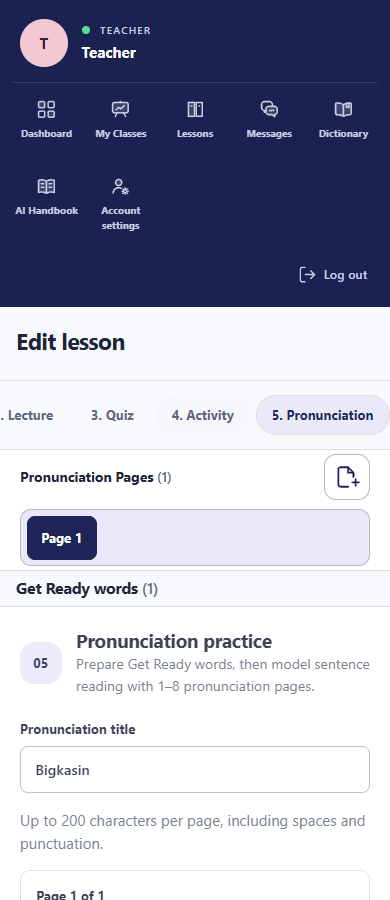 T
TEACHER
Teacher
Dashboard
My Classes
Lessons
Messages
Dictionary
AI Handbook
Account
settings
Log out
Edit lesson
. Lecture
3. Quiz
4. Activity
5. Pronunciation
Pronunciation Pages (1)
Page 1
Get Ready words (1)
05
Pronunciation practice
Prepare Get Ready words, then model sentence
reading with 1–8 pronunciation pages.
Pronunciation title
Bigkasin
Up to 200 characters per page, including spaces and
punctuation.
Page 1 of 1